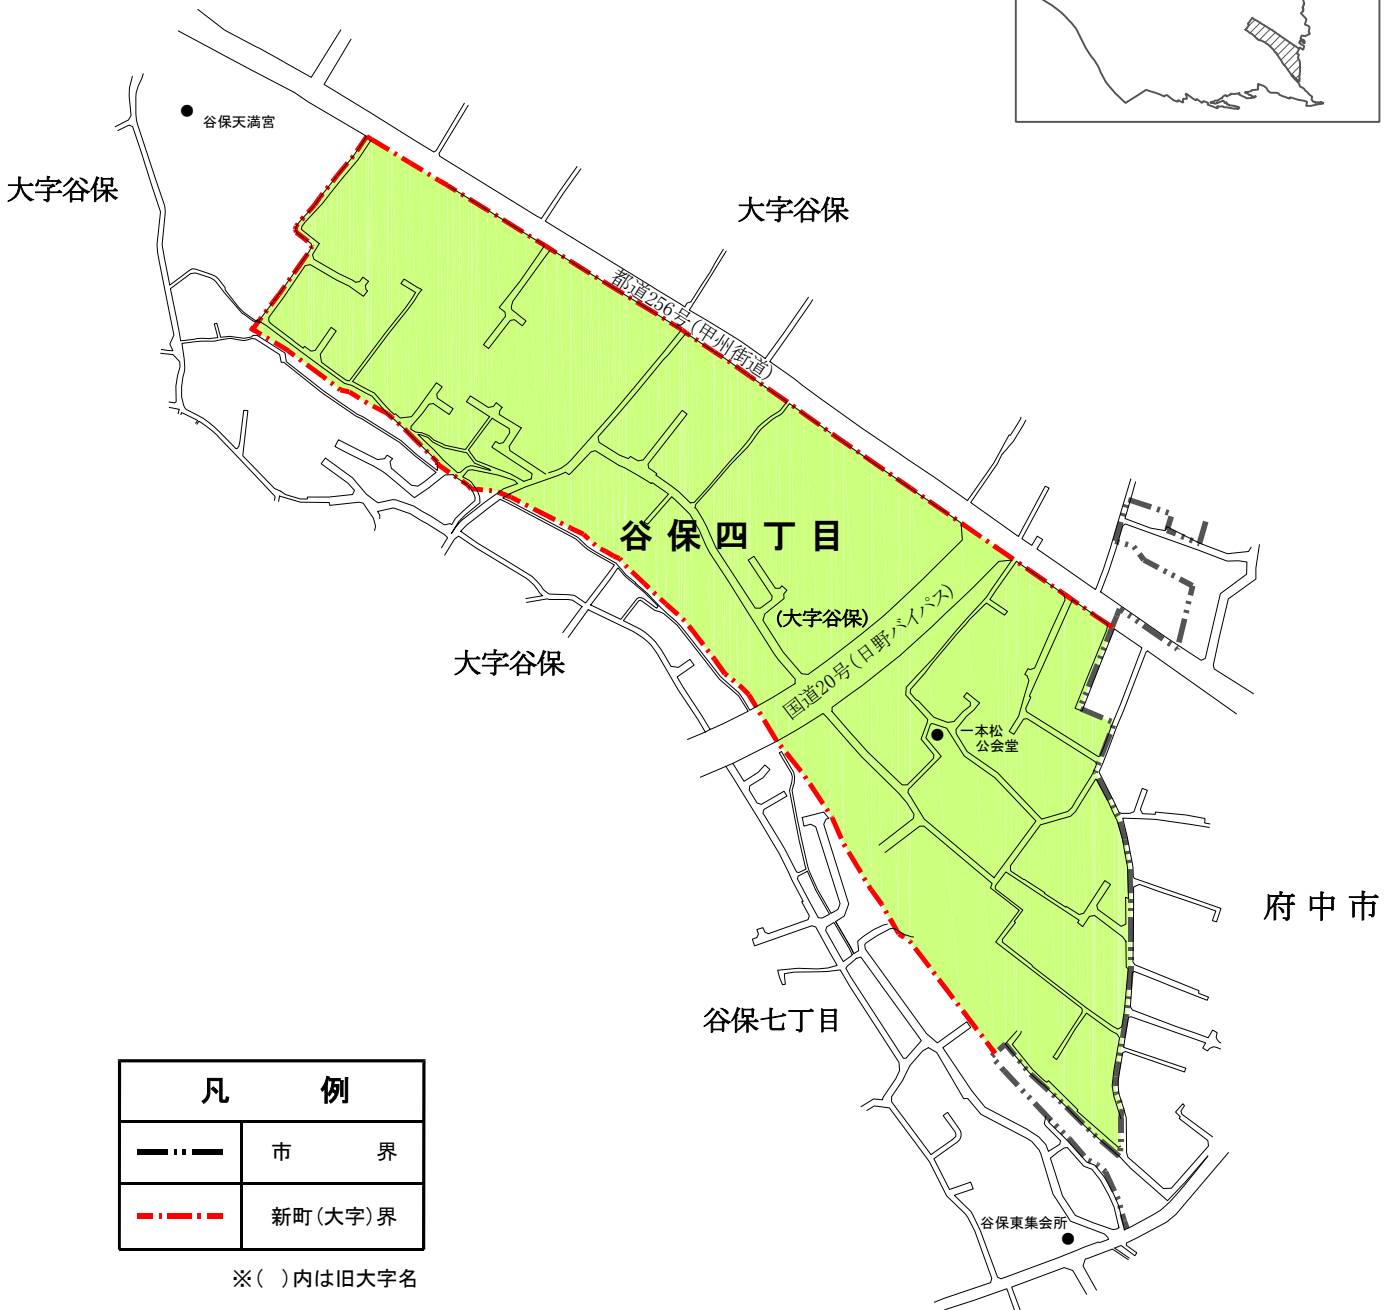 谷保天満宮
大字谷保
大字谷保
都道256号(甲州街道)
谷保四丁目
(大字谷保)
国道20号(日野バイパス)
大字谷保
一本松
公会堂
府中市
谷保七丁目
凡 例
市 界
新町(大字)界
※( )内は旧大字名
谷保東集会所